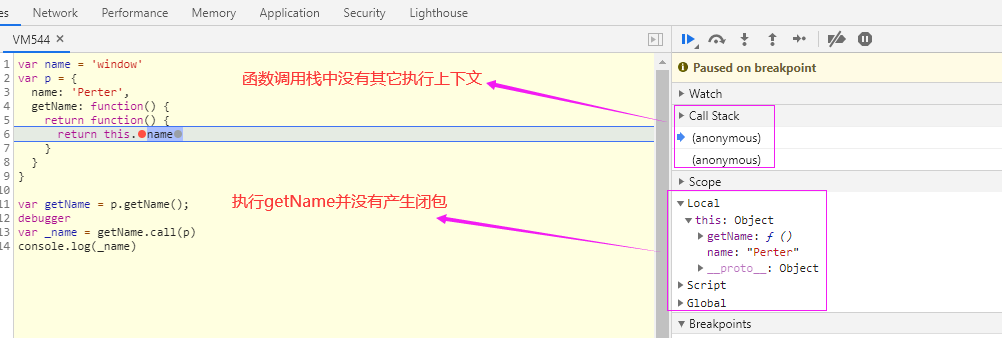 es Network Performance Memory Application Security Lighthouse
VM544 ×
1 var name = 'window'
2 var p = {
3 name: 'Perter',
4 getName: function() {
5 return function() {
6 return this.name
7 }
8 }
9 }
10
11 var getName = p.getName();
12 debugger
13 var _name = getName.call(p)
14 console.log(_name)
函数调用栈中没有其它执行上下文
执行getName并没有产生闭包
Paused on breakpoint
Watch
Call Stack
(anonymous)
(anonymous)
Scope
Local
this: Object
getName: ƒ ()
name: "Perter"
__proto__: Object
Script
Global
Breakpoints